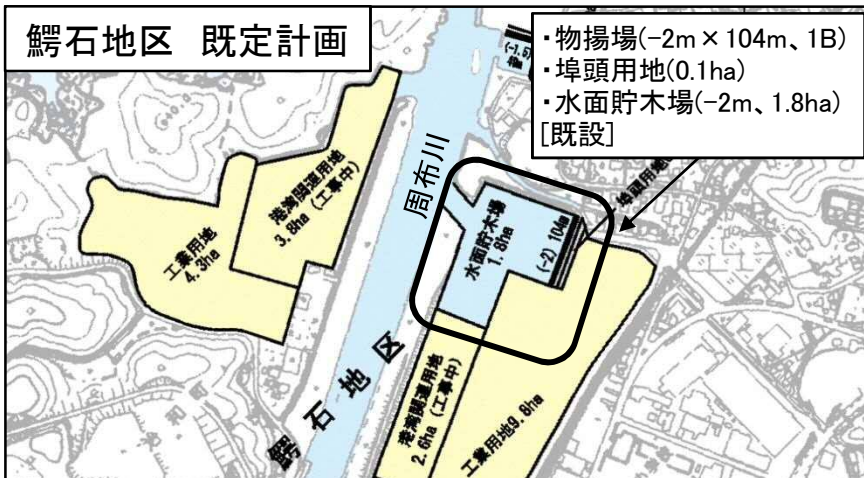 鰐石地区 既定計画
・物揚場(-2m×104m、1B)
・埠頭用地(0.1ha)
・水面貯木場(-2m、1.8ha)
[既設]
埠頭用地
周布川
港湾関連用地
3.8ha (工事中)
工業用地
4.3ha
水面貯木場
1.8ha
(-2) 104m
鰐石地区
港湾関連用地
2.6ha (工事中)
工業用地9.8ha